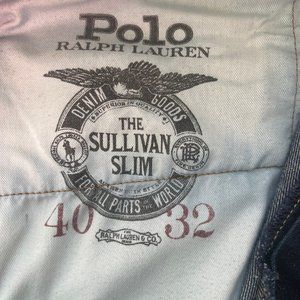 Polo
RALPH LAUREN
DENIM GOODS
SUPERIOR IN QUALITY
THE
SULLIVAN
SLIM
FOR ALL PARTS OF THE WORLD
40 32
RALPH LAUREN & CO.